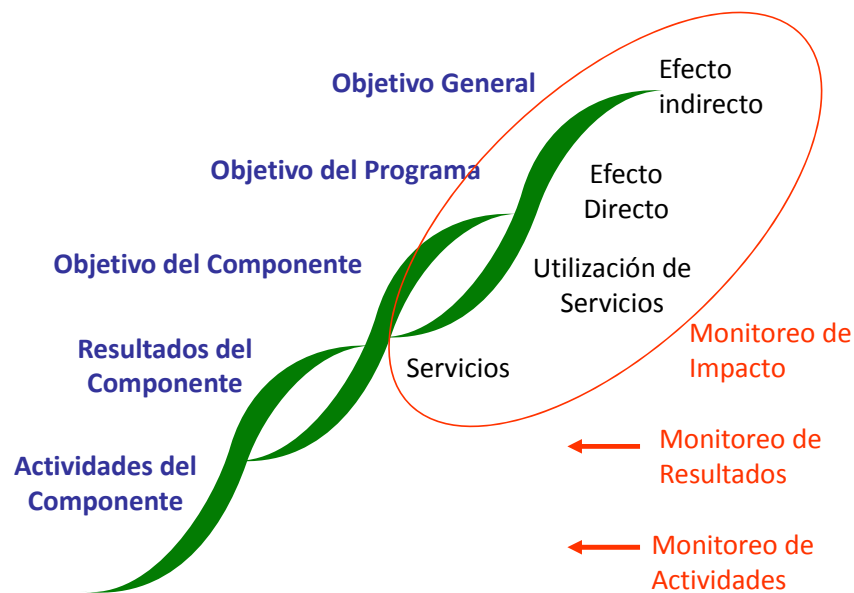 Objetivo General
Efecto
indirecto
Objetivo del Programa
Efecto
Directo
Objetivo del Componente
Utilización de
Servicios
Resultados del
Componente
Servicios
Monitoreo de
Impacto
Actividades del
Componente
Monitoreo de
Resultados
Monitoreo de
Actividades